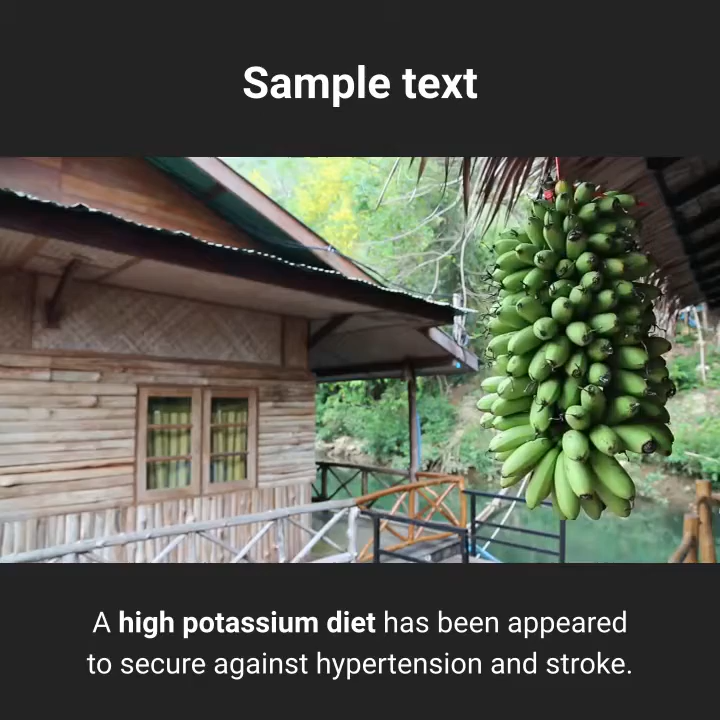 Sample text
A high potassium diet has been appeared
to secure against hypertension and stroke.